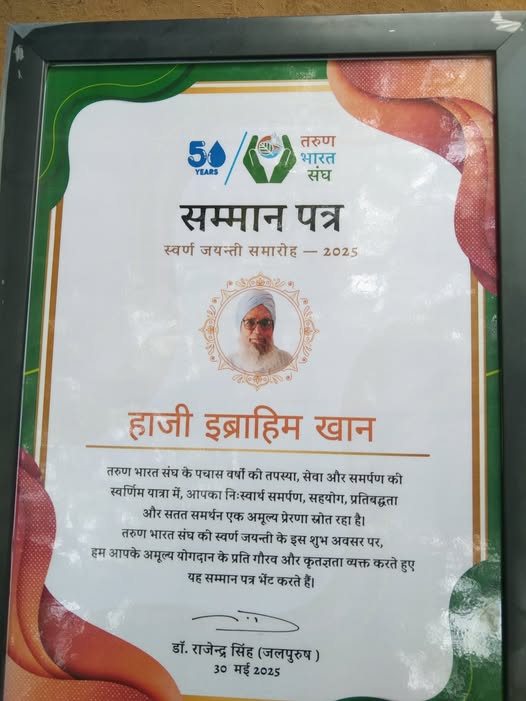 50
YEARS
तरुण
भारत
संघ
सम्मान पत्र
स्वर्ण जयन्ती समारोह — 2025
हाजी इब्राहिम खान
तरुण भारत संघ के पचास वर्षों की तपस्या, सेवा और समर्पण की
स्वर्णिम यात्रा में, आपका निःस्वार्थ समर्पण, सहयोग, प्रतिबद्धता
और सतत समर्थन एक अमूल्य प्रेरणा स्रोत रहा है।
तरुण भारत संघ की स्वर्ण जयन्ती के इस शुभ अवसर पर,
हम आपके अमूल्य योगदान के प्रति गौरव और कृतज्ञता व्यक्त करते हुए
यह सम्मान पत्र भेंट करते हैं।
डॉ. राजेन्द्र सिंह (जलपुरुष )
30 मई 2025